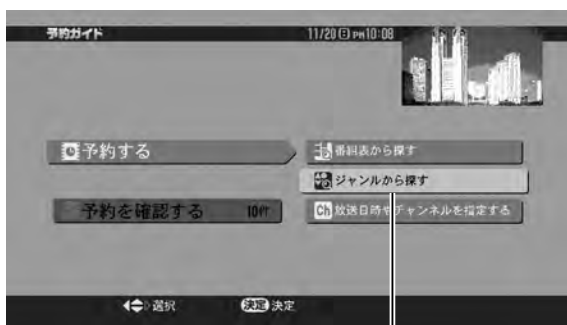 予約ガイド 11/20 日 PM10:08
予約する
番組表から探す
ジャンルから探す
予約を確認する 10件
Ch 放送日時やチャンネルを指定する
選択 決定 決定